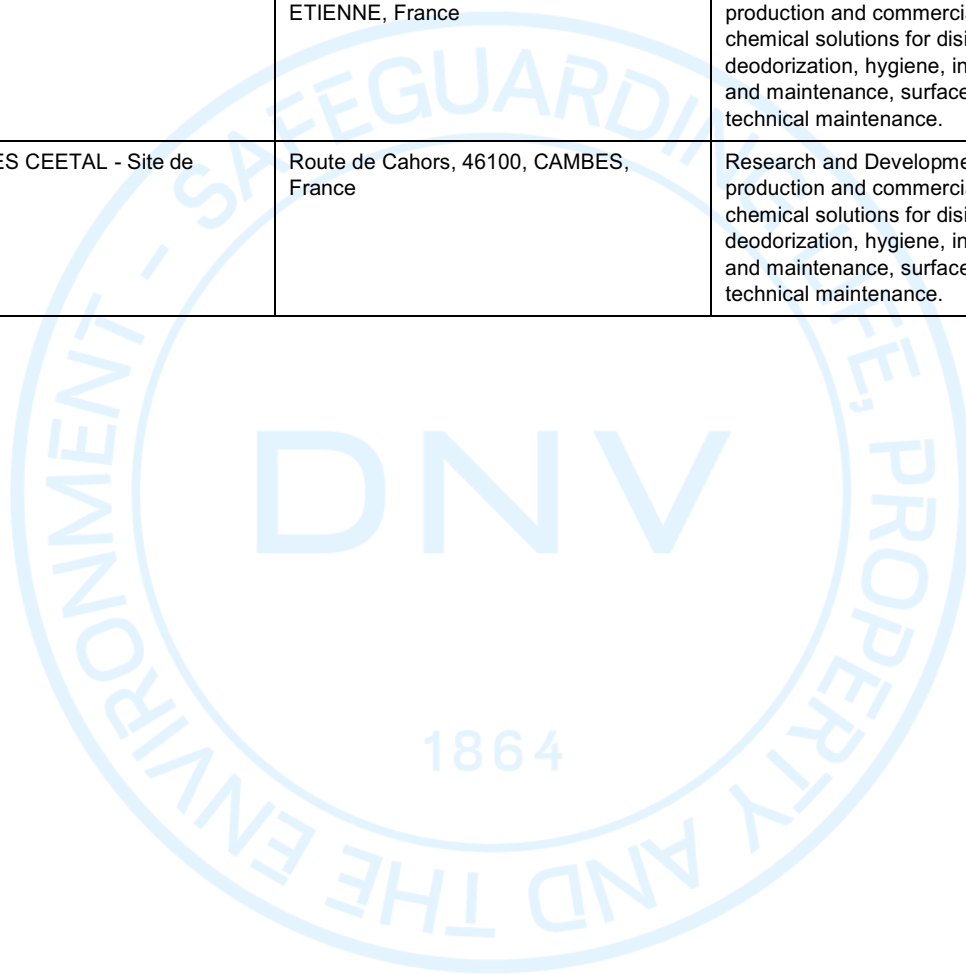 ETIENNE, France
production and commerci
chemical solutions for dis
deodorization, hygiene, in
and maintenance, surface
technical maintenance.
ES CEETAL - Site de
Route de Cahors, 46100, CAMBES,
France
Research and Developme
production and commerci
chemical solutions for dis
deodorization, hygiene, in
and maintenance, surface
technical maintenance.
SAFEGUARDING LIFE, PROPERTY AND THE ENVIRONMENT -
DNV
1864